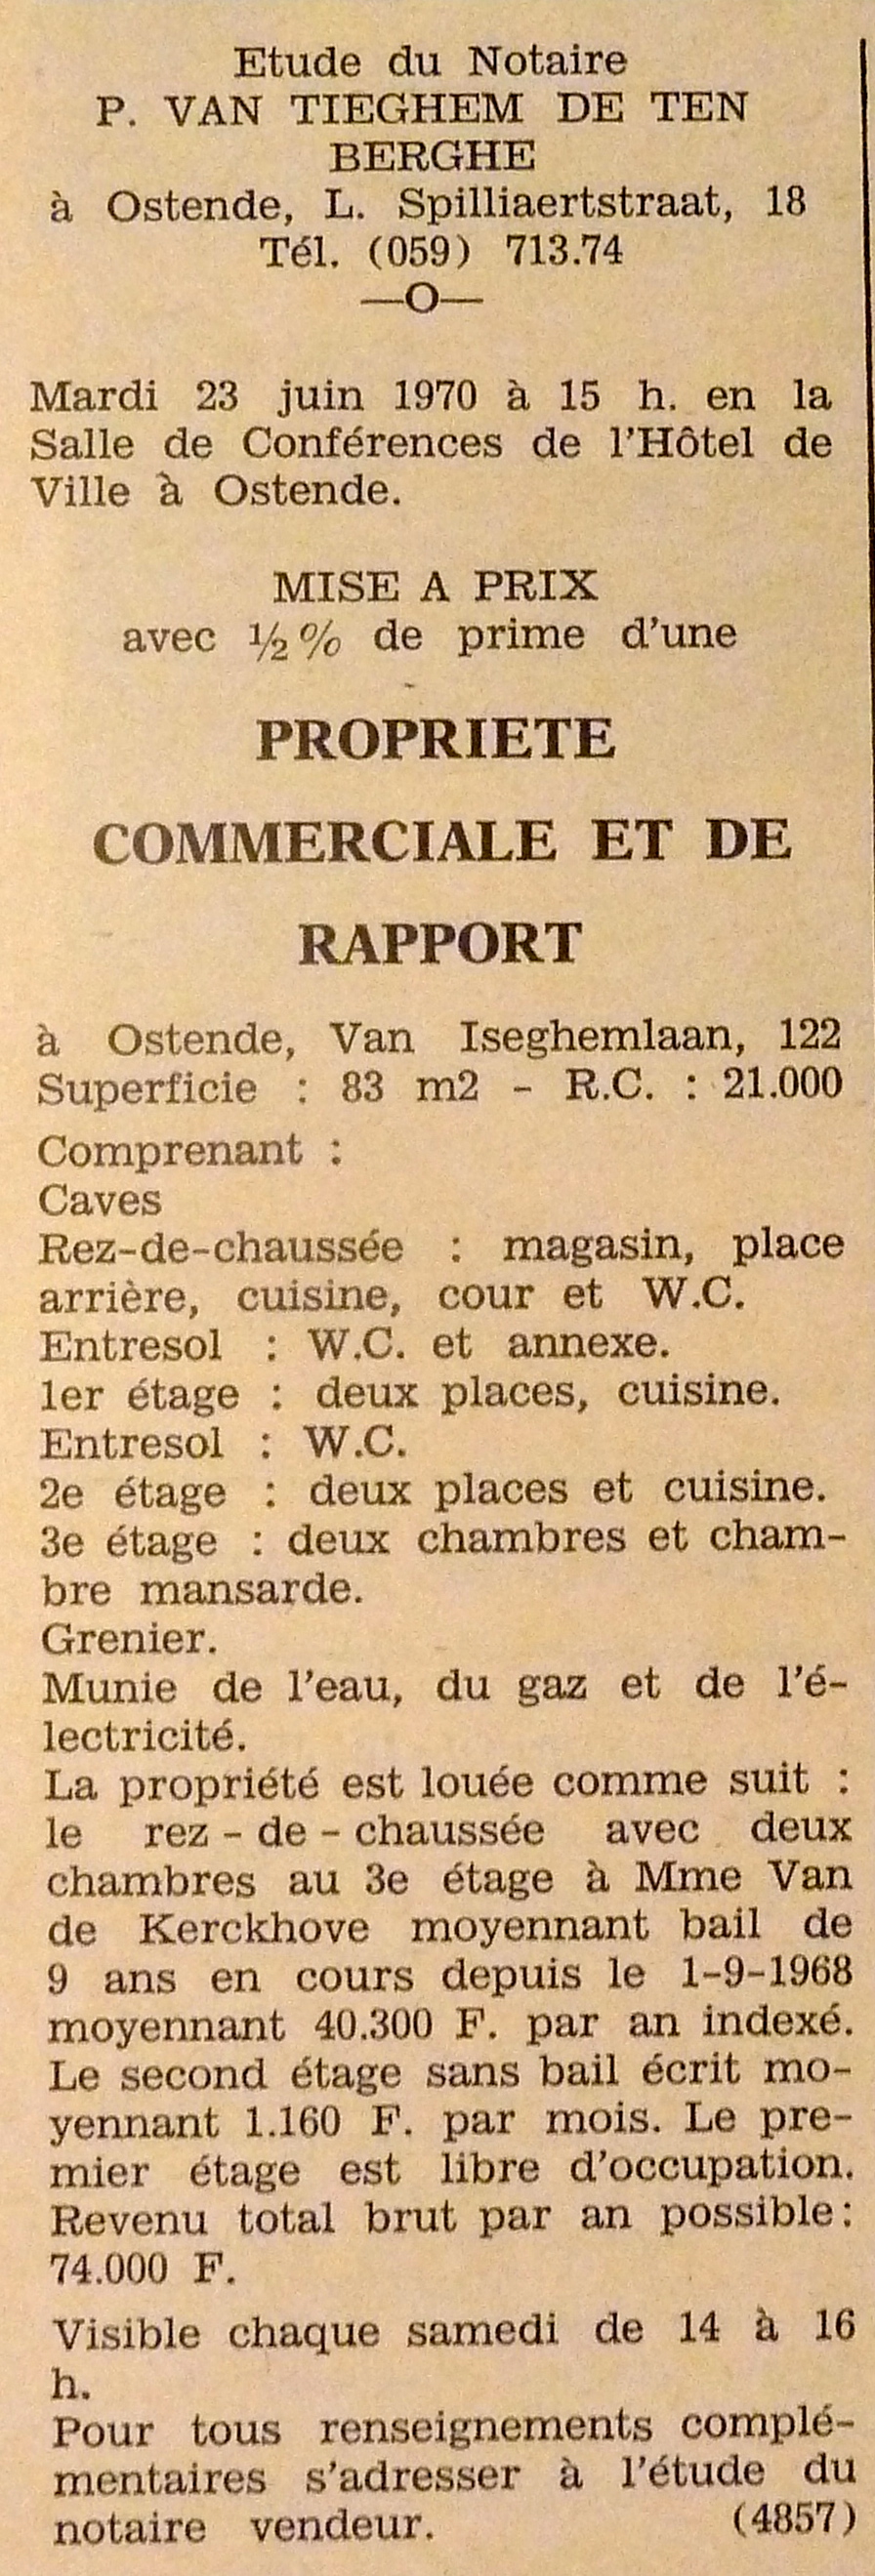 Etude du Notaire
P. VAN TIEGHEM DE TEN
BERGHE
à Ostende, L. Spilliaertstraat, 18
Tél. (059) 713.74
—O—
Mardi 23 juin 1970 à 15 h. en la
Salle de Conférences de l'Hôtel de
Ville à Ostende.
MISE A PRIX
avec ½% de prime d'une
PROPRIETE
COMMERCIALE ET DE
RAPPORT
à Ostende, Van Iseghemlaan, 122
Superficie : 83 m2 - R.C. : 21.000
Comprenant :
Caves
Rez-de-chaussée : magasin, place
arrière, cuisine, cour et W.C.
Entresol : W.C. et annexe.
1er étage : deux places, cuisine.
Entresol : W.C.
2e étage : deux places et cuisine.
3e étage : deux chambres et cham-
bre mansarde.
Grenier.
Munie de l'eau, du gaz et de l'é-
lectricité.
La propriété est louée comme suit :
le rez - de - chaussée avec deux
chambres au 3e étage à Mme Van
de Kerckhove moyennant bail de
9 ans en cours depuis le 1-9-1968
moyennant 40.300 F. par an indexé.
Le second étage sans bail écrit mo-
yennant 1.160 F. par mois. Le pre-
mier étage est libre d'occupation.
Revenu total brut par an possible:
74.000 F.
Visible chaque samedi de 14 à 16
h.
Pour tous renseignements complé-
mentaires s'adresser à l'étude du
notaire vendeur. (4857)